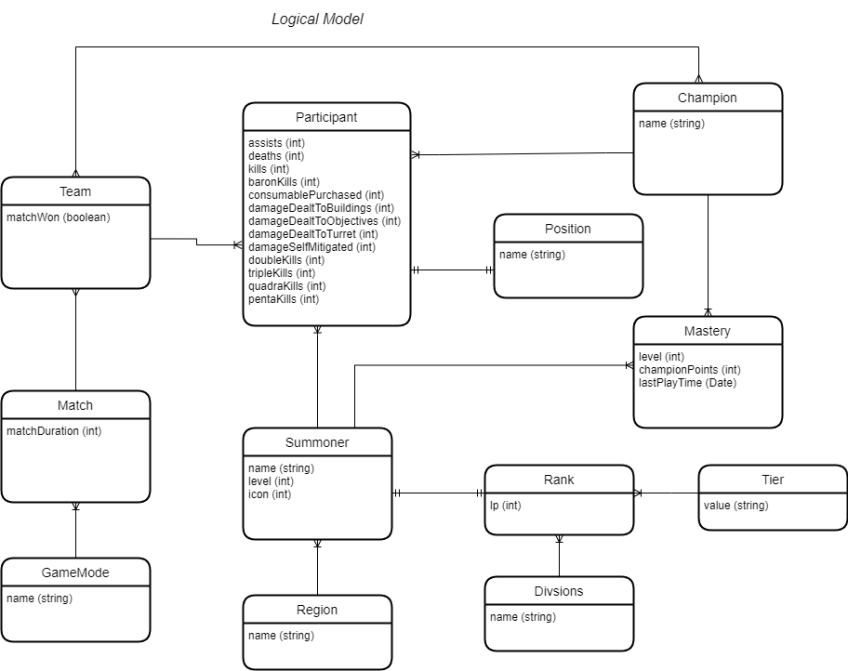 Logical Model
Champion
name (string)
Participant
assists (int)
deaths (int)
kills (int)
baronKills (int)
consumablePurchased (int)
damageDealtToBuildings (int)
damageDealtToObjectives (int)
damageDealtToTurret (int)
damageSelfMitigated (int)
doubleKills (int)
tripleKills (int)
quadraKills (int)
pentaKills (int)
Team
matchWon (boolean)
Position
name (string)
Mastery
level (int)
championPoints (int)
lastPlayTime (Date)
Match
matchDuration (int)
Summoner
name (string)
level (int)
icon (int)
Rank
lp (int)
Tier
value (string)
GameMode
name (string)
Region
name (string)
Divsions
name (string)